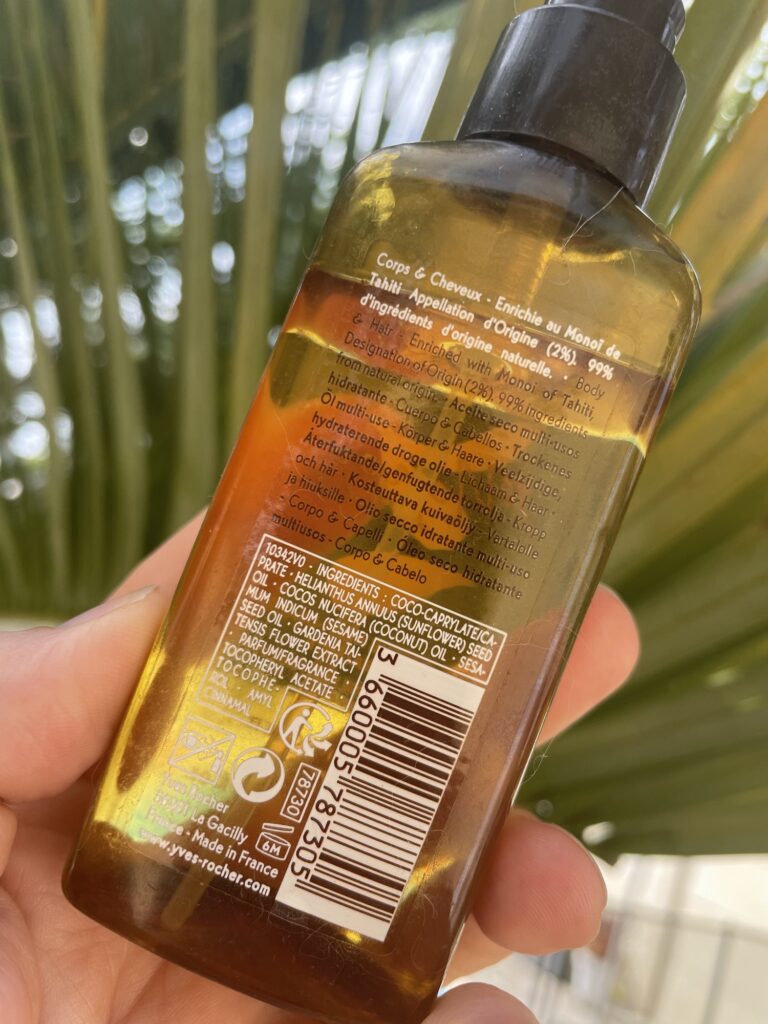 Corps & Cheveux • Enrichie au Monoï de
Tahiti Appellation d'Origine (2%). 99%
d'ingrédients d'origine naturelle. • Body
& Hair • Enriched with Monoi of Tahiti,
Designation of Origin (2%). 99% ingredients
from natural origin. • Aceite seco multi-usos
hidratante • Cuerpo & Cabellos • Trockenes
Öl multi-use • Körper & Haare • Veelzijdige,
hydraterende droge olie • Lichaam & Haar •
Återfuktande/genfugtende torrolja • Kropp
och hår • Kosteuttava kuivaöljy • Vartalolle
ja hiuksille • Olio secco idratante multi-uso
• Corpo & Capelli • Óleo seco hidratante
multiusos • Corpo & Cabelo
10342V0 • INGREDIENTS : COCO-CAPRYLATE/CA-
PRATE • HELIANTHUS ANNUUS (SUNFLOWER) SEED
OIL • COCOS NUCIFERA (COCONUT) OIL • SESA-
MUM INDICUM (SESAME)
SEED OIL • GARDENIA TAI-
TENSIS FLOWER EXTRACT
• PARFUM/FRAGRANCE •
TOCOPHERYL ACETATE •
TOCOPHE-
ROL • AMYL
CINNAMAL
Yves Rocher
La Gacilly
France - Made in France
www.yves-rocher.com
78730
6M
3 660005 787305